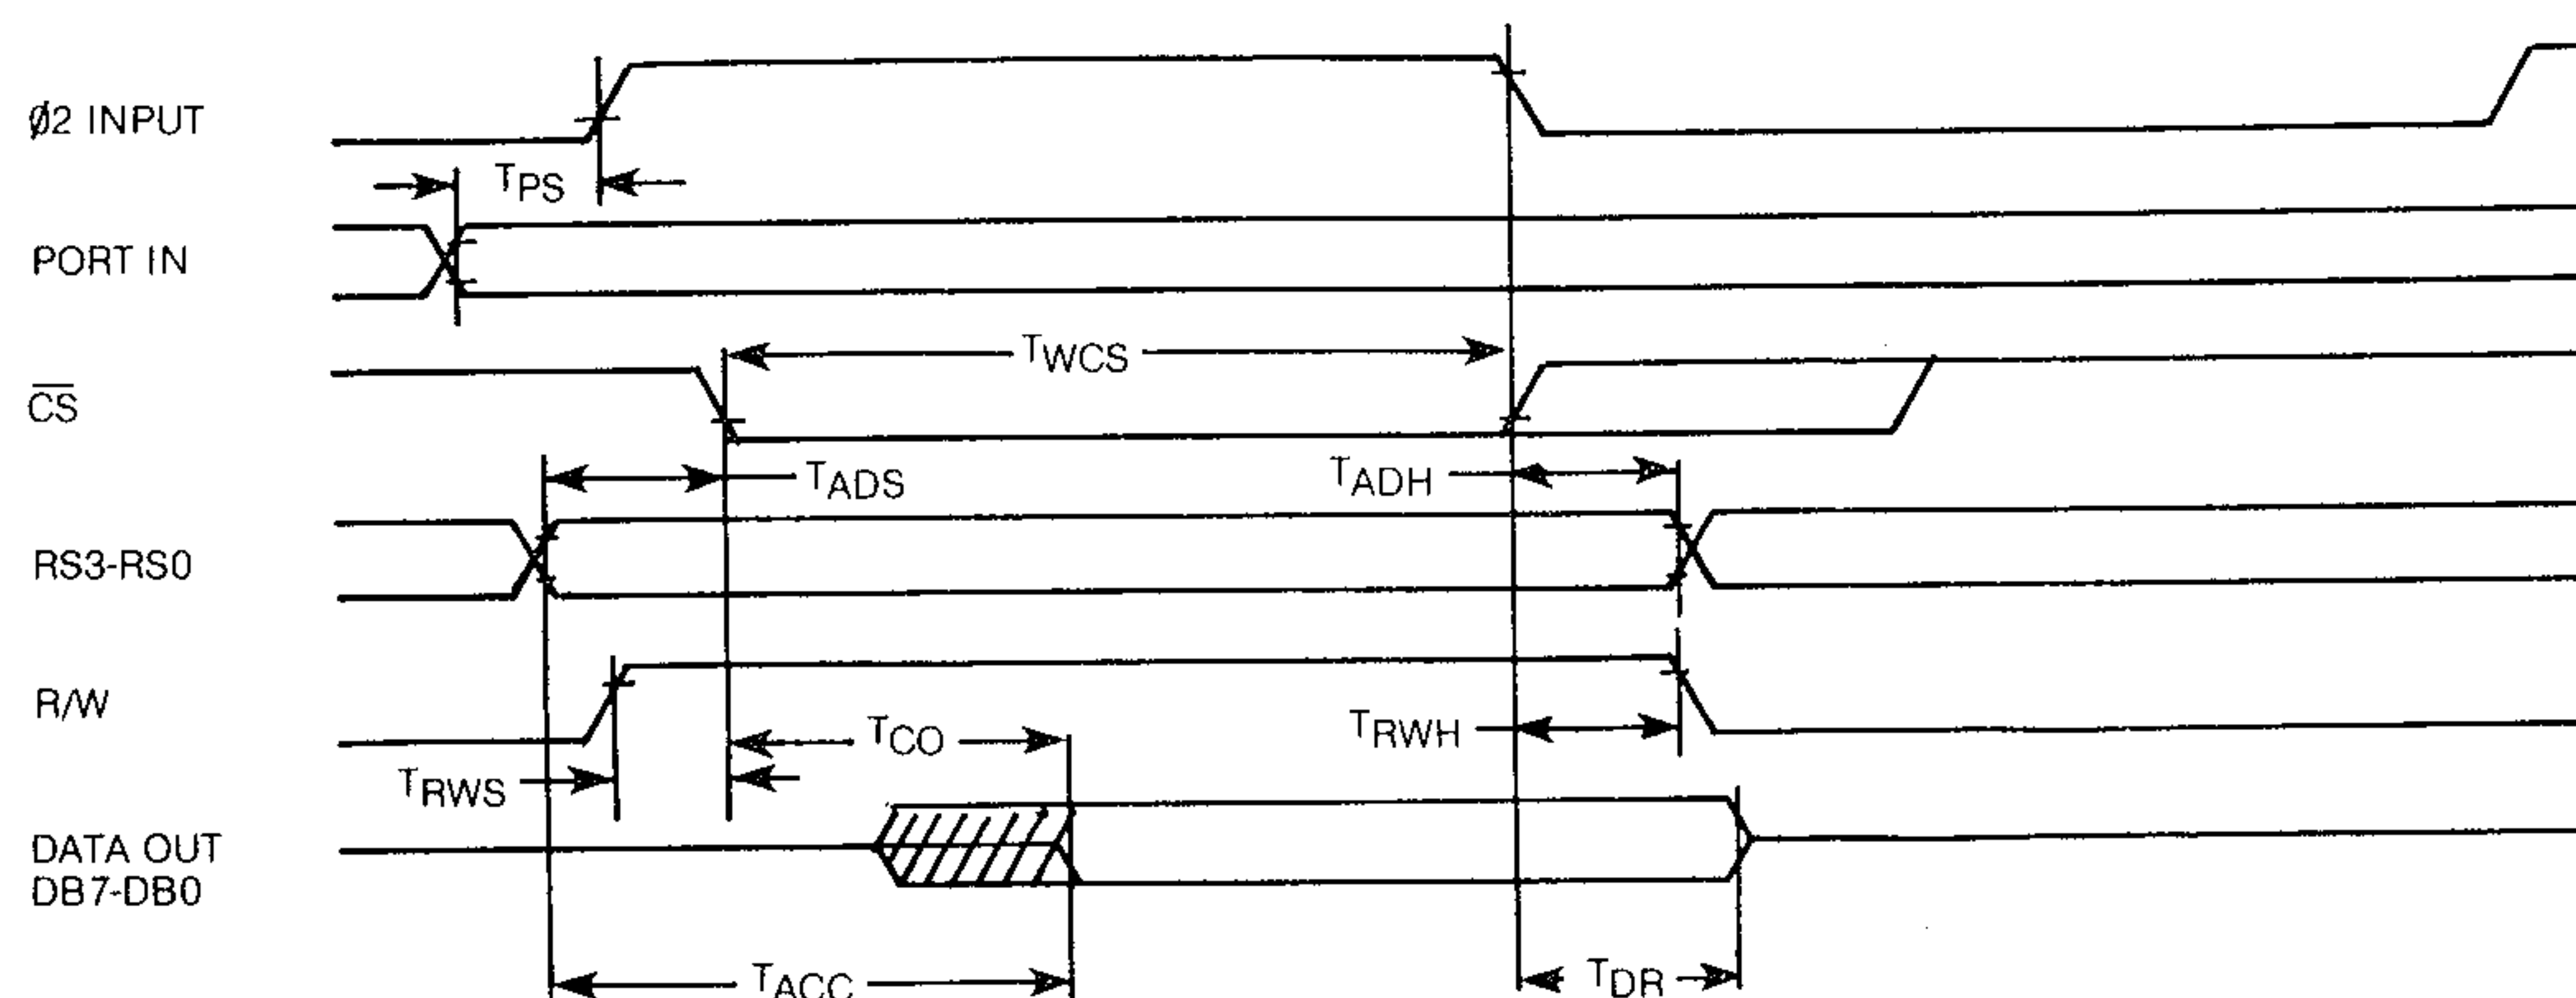 ϕ2 INPUT
TPS
PORT IN
TWCS
CS
TADS
TADH
RS3-RS0
R/W
TCO
TRWH
TRWS
DATA OUT
DB7-DB0
TACC
TDR